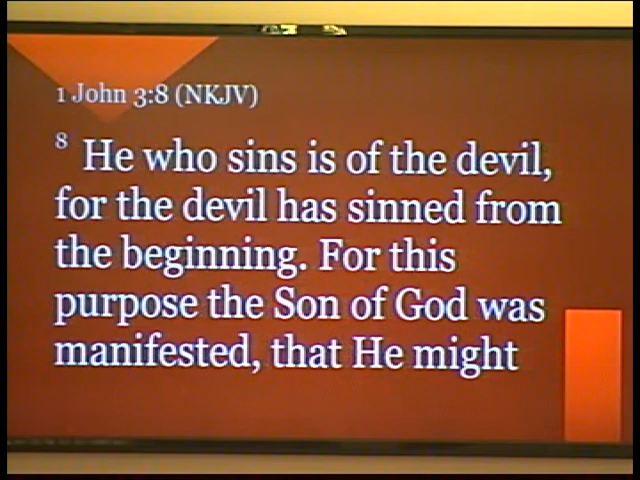 1 John 3:8 (NKJV)
8 He who sins is of the devil,
for the devil has sinned from
the beginning. For this
purpose the Son of God was
manifested, that He might